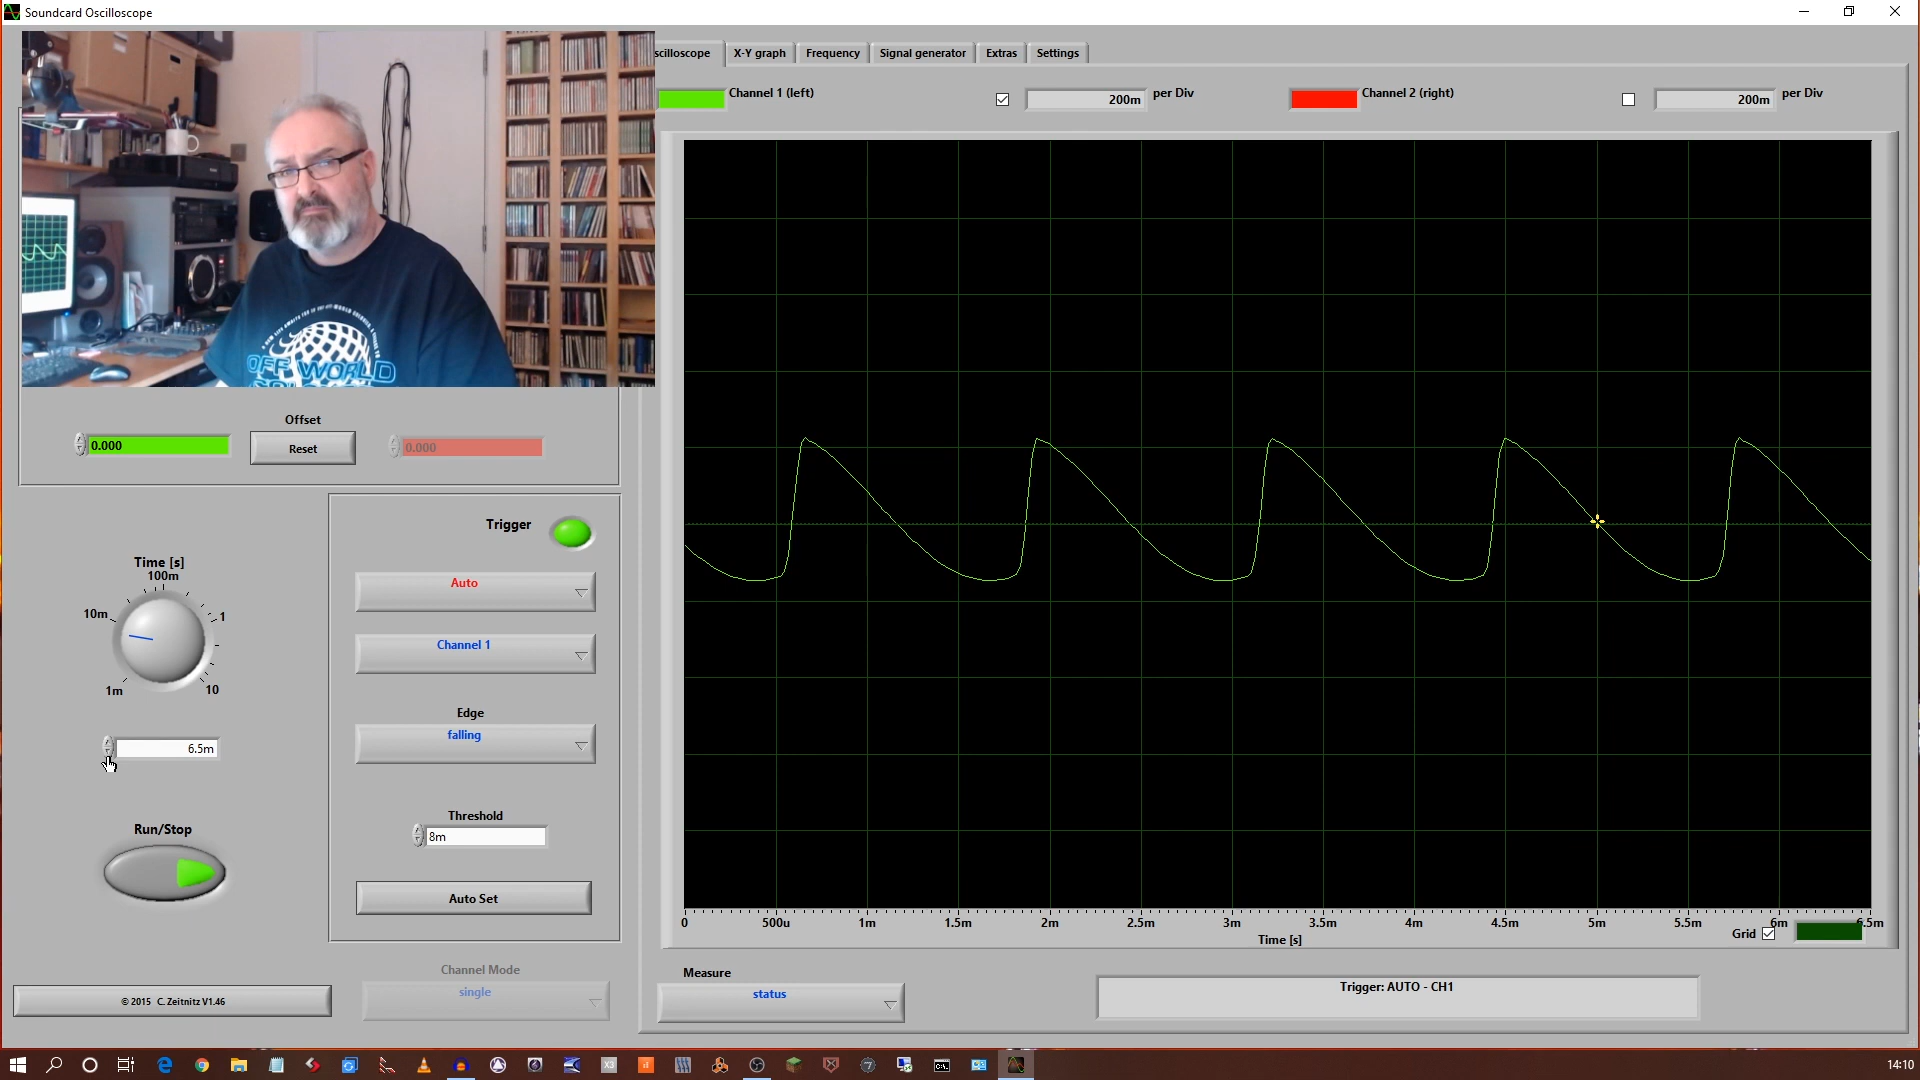 Soundcard Oscilloscope
scilloscope
X-Y graph
Frequency
Signal generator
Extras
Settings
Channel 1 (left)
200m
per Div
Channel 2 (right)
200m
per Div
OFF WORLD
Offset
0.000
Reset
0.000
Trigger
Auto
Channel 1
Edge
falling
Threshold
8m
Auto Set
Time [s]
100m
10m
1
1m
10
6.5m
Run/Stop
Channel Mode
single
© 2015 C. Zeitnitz V1.46
0 500u 1m 1.5m 2m 2.5m 3m 3.5m 4m 4.5m 5m 5.5m 6m 6.5m
Time [s]
Grid
Measure
status
Trigger: AUTO - CH1
14:10